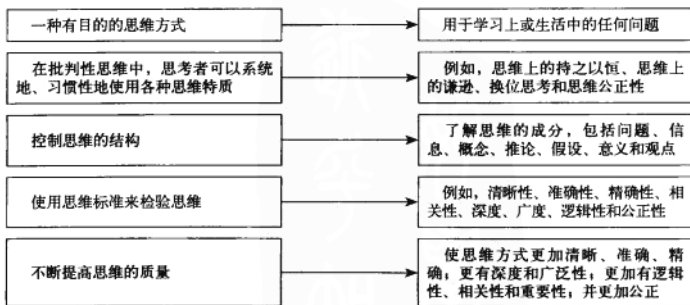 一种有目的的思维方式
用于学习上或生活中的任何问题
在批判性思维中，思考者可以系统
地、习惯性地使用各种思维特质
例如，思维上的持之以恒、思维上
的谦逊、换位思考和思维公正性
控制思维的结构
了解思维的成分，包括问题、信
息、概念、推论、假设、意义和观点
使用思维标准来检验思维
例如，清晰性、准确性、精确性、相
关性、深度、广度、逻辑性和公正性
不断提高思维的质量
使思维方式更加清晰、准确、精
确；更有深度和广泛性；更加有逻辑
性、相关性和重要性；并更加公正